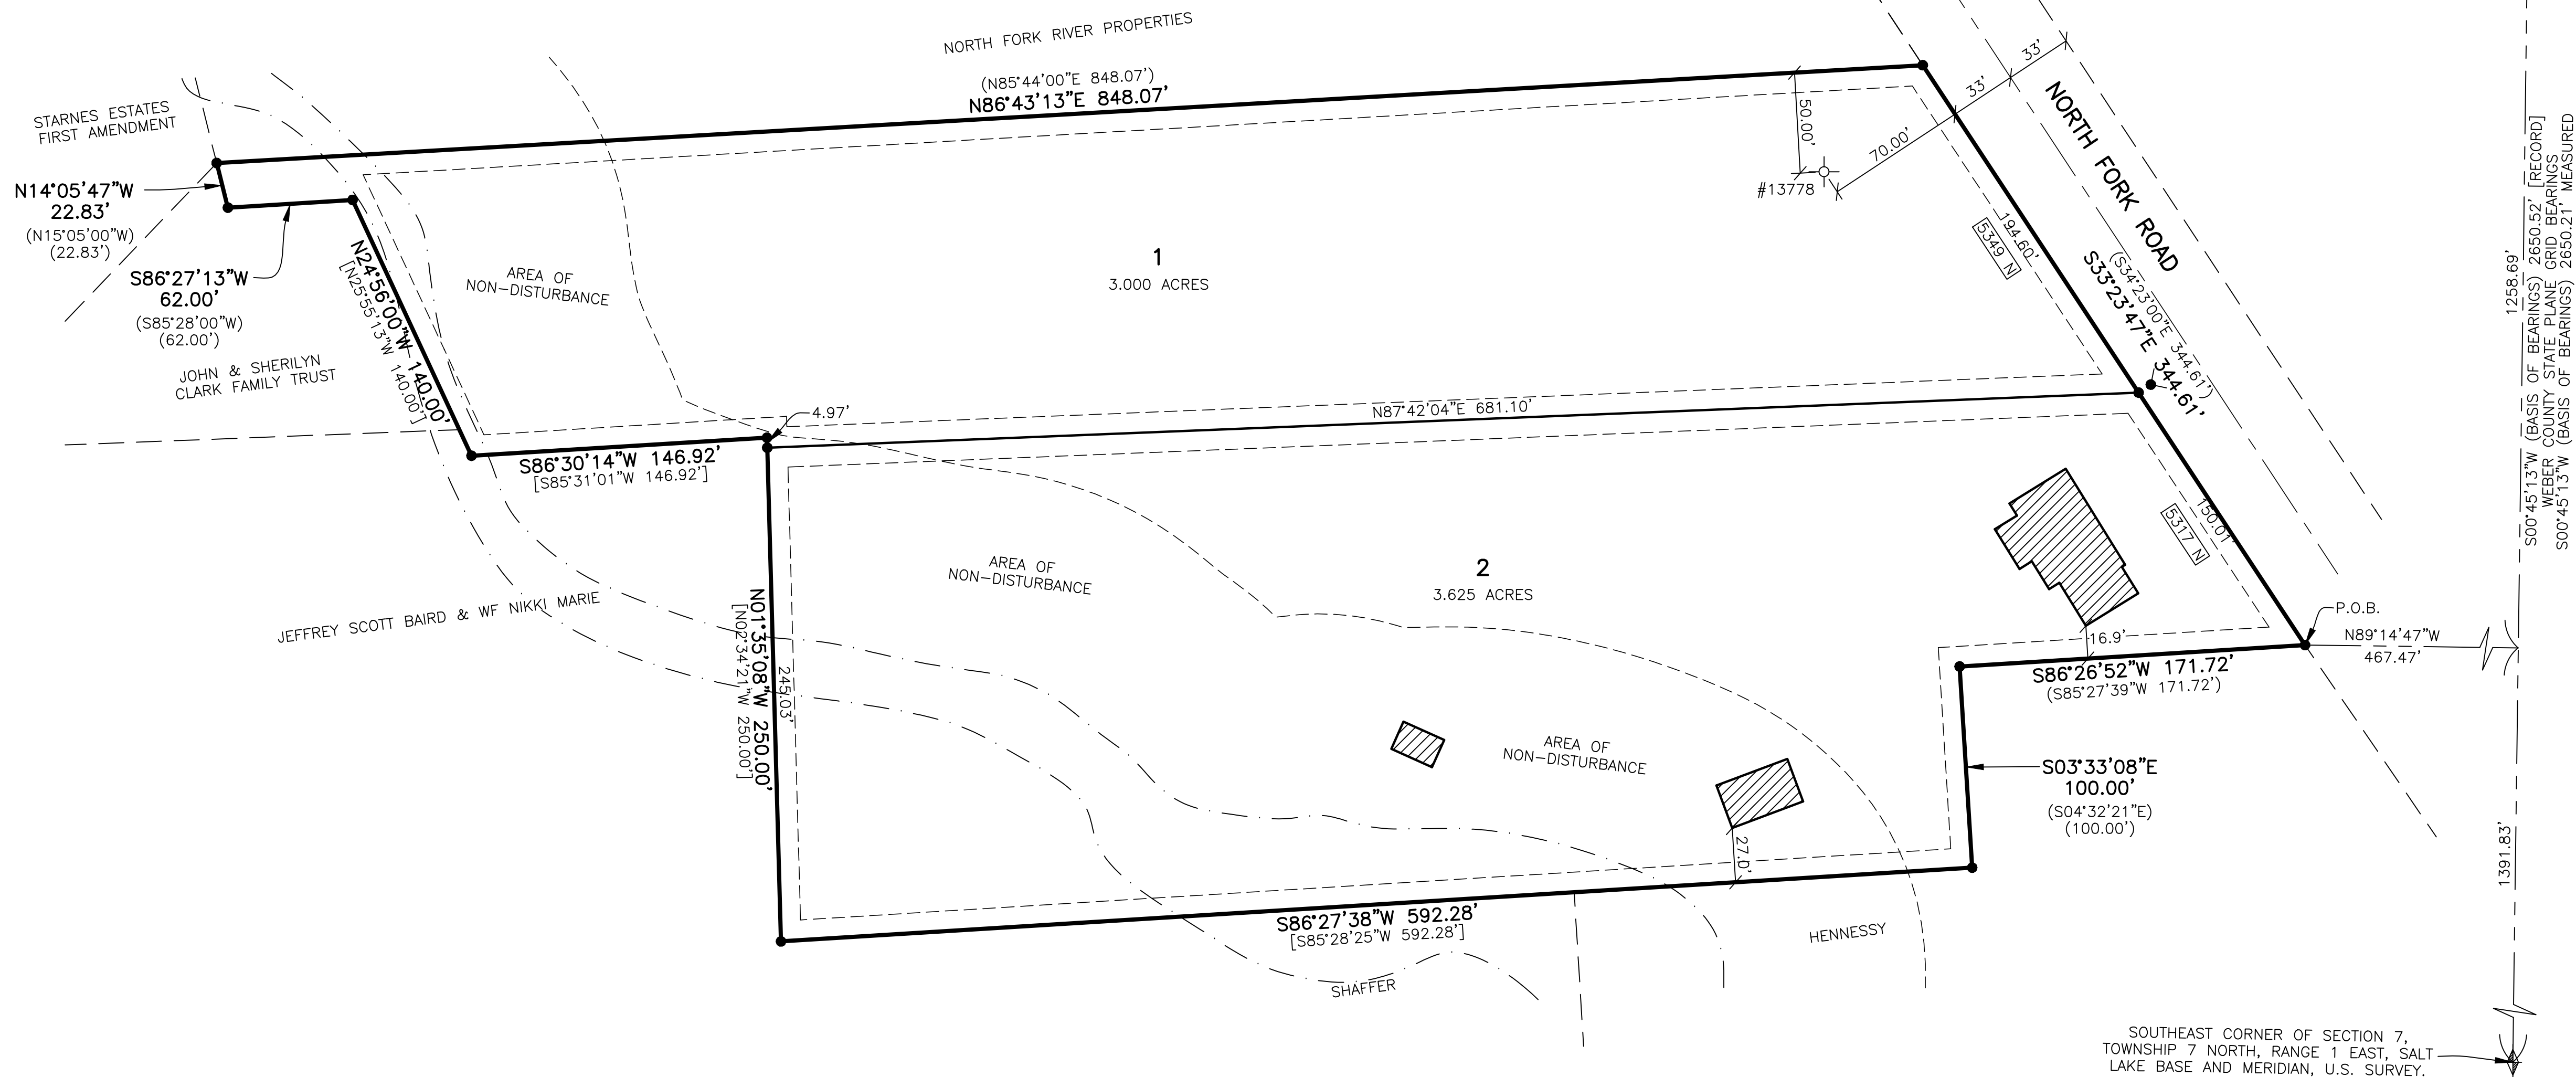 NORTH FORK RIVER PROPERTIES
(N85°44'00"E 848.07')
N86°43'13"E 848.07'
STARNES ESTATES
FIRST AMENDMENT
N14°05'47"W
22.83'
(N15°05'00"W)
(22.83')
S86°27'13"W
62.00'
(S85°28'00"W)
(62.00')
JOHN & SHERILYN
CLARK FAMILY TRUST
N24°56'00"W 140.00'
[N25°55'13"W 140.00']
AREA OF
NON-DISTURBANCE
1
3.000 ACRES
50.00'
70.00'
#13778
33'
33'
NORTH FORK ROAD
194.60'
5349 N
S33°23'47"E 344.61'
(S34°23'00"E 344.61')
4.97'
N87°42'04"E 681.10'
S86°30'14"W 146.92'
[S85°31'01"W 146.92']
JEFFREY SCOTT BAIRD & WF NIKKI MARIE
N01°35'08"W 250.00'
[N02°34'21"W 250.00']
245.03'
AREA OF
NON-DISTURBANCE
2
3.625 ACRES
150.01'
5317 N
16.9'
P.O.B.
N89°14'47"W
467.47'
S86°26'52"W 171.72'
(S85°27'39"W 171.72')
AREA OF
NON-DISTURBANCE
27.0'
S03°33'08"E
100.00'
(S04°32'21"E)
(100.00')
S86°27'38"W 592.28'
[S85°28'25"W 592.28']
HENNESSY
SHAFFER
1258.69'
S00°45'13"W (BASIS OF BEARINGS) 2650.52' [RECORD]
WEBER COUNTY STATE PLANE GRID BEARINGS
S00°45'13"W (BASIS OF BEARINGS) 2650.21' MEASURED
1391.83'
SOUTHEAST CORNER OF SECTION 7,
TOWNSHIP 7 NORTH, RANGE 1 EAST, SALT
LAKE BASE AND MERIDIAN, U.S. SURVEY.